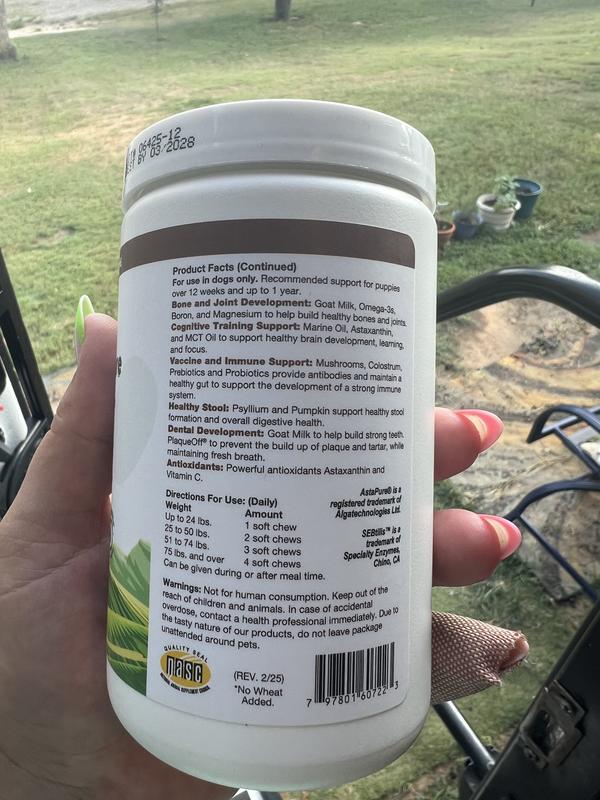 06425-12
BY 03/2028
Product Facts (Continued)
For use in dogs only. Recommended support for puppies
over 12 weeks and up to 1 year.
Bone and Joint Development: Goat Milk, Omega-3s,
Boron, and Magnesium to help build healthy bones and joints.
Cognitive Training Support: Marine Oil, Astaxanthin,
and MCT Oil to support healthy brain development, learning,
and focus.
Vaccine and Immune Support: Mushrooms, Colostrum,
Prebiotics and Probiotics provide antibodies and maintain a
healthy gut to support the development of a strong immune
system.
Healthy Stool: Psyllium and Pumpkin support healthy stool
formation and overall digestive health.
Dental Development: Goat Milk to help build strong teeth.
PlaqueOff® to prevent the build up of plaque and tartar, while
maintaining fresh breath.
Antioxidants: Powerful antioxidants Astaxanthin and
Vitamin C.
Directions For Use: (Daily)
Weight Amount
Up to 24 lbs. 1 soft chew
25 to 50 lbs. 2 soft chews
51 to 74 lbs. 3 soft chews
75 lbs. and over 4 soft chews
Can be given during or after meal time.
AstaPure® is a
registered trademark of
Algatechnologies Ltd.
SEBtilis™ is a
trademark of
Specialty Enzymes,
Chino, CA
Warnings: Not for human consumption. Keep out of the
reach of children and animals. In case of accidental
overdose, contact a health professional immediately. Due to
the tasty nature of our products, do not leave package
unattended around pets.
QUALITY SEAL
nasc
(REV. 2/25)
*No Wheat
Added.
7 97801 60722 3